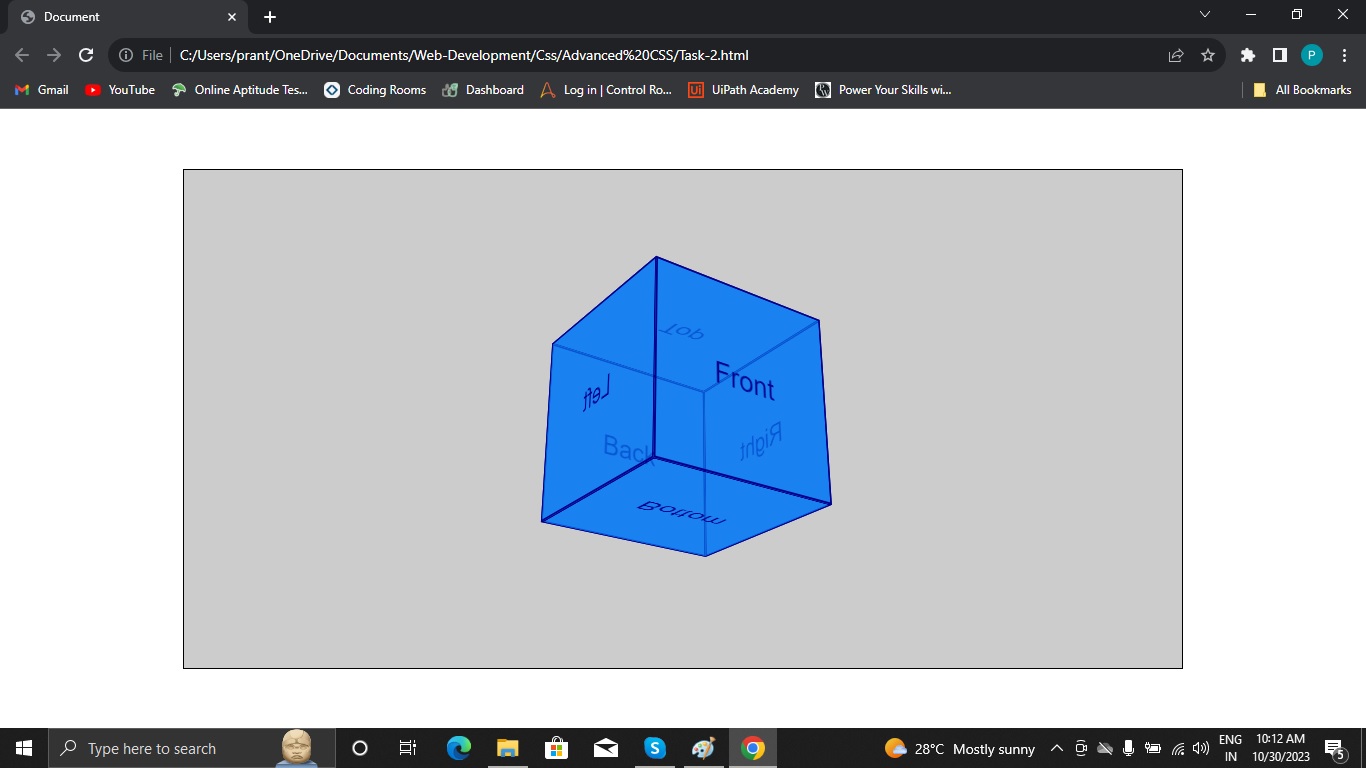 Document
File
C:/Users/prant/OneDrive/Documents/Web-Development/Css/Advanced%20CSS/Task-2.html
P
Gmail
YouTube
Online Aptitude Tes...
Coding Rooms
Dashboard
Log in | Control Ro...
Ui
UiPath Academy
Power Your Skills wi...
All Bookmarks
Top
Front
Left
Right
Back
Bottom
Type here to search
28°C Mostly sunny
ENG
IN
10:12 AM
10/30/2023
5